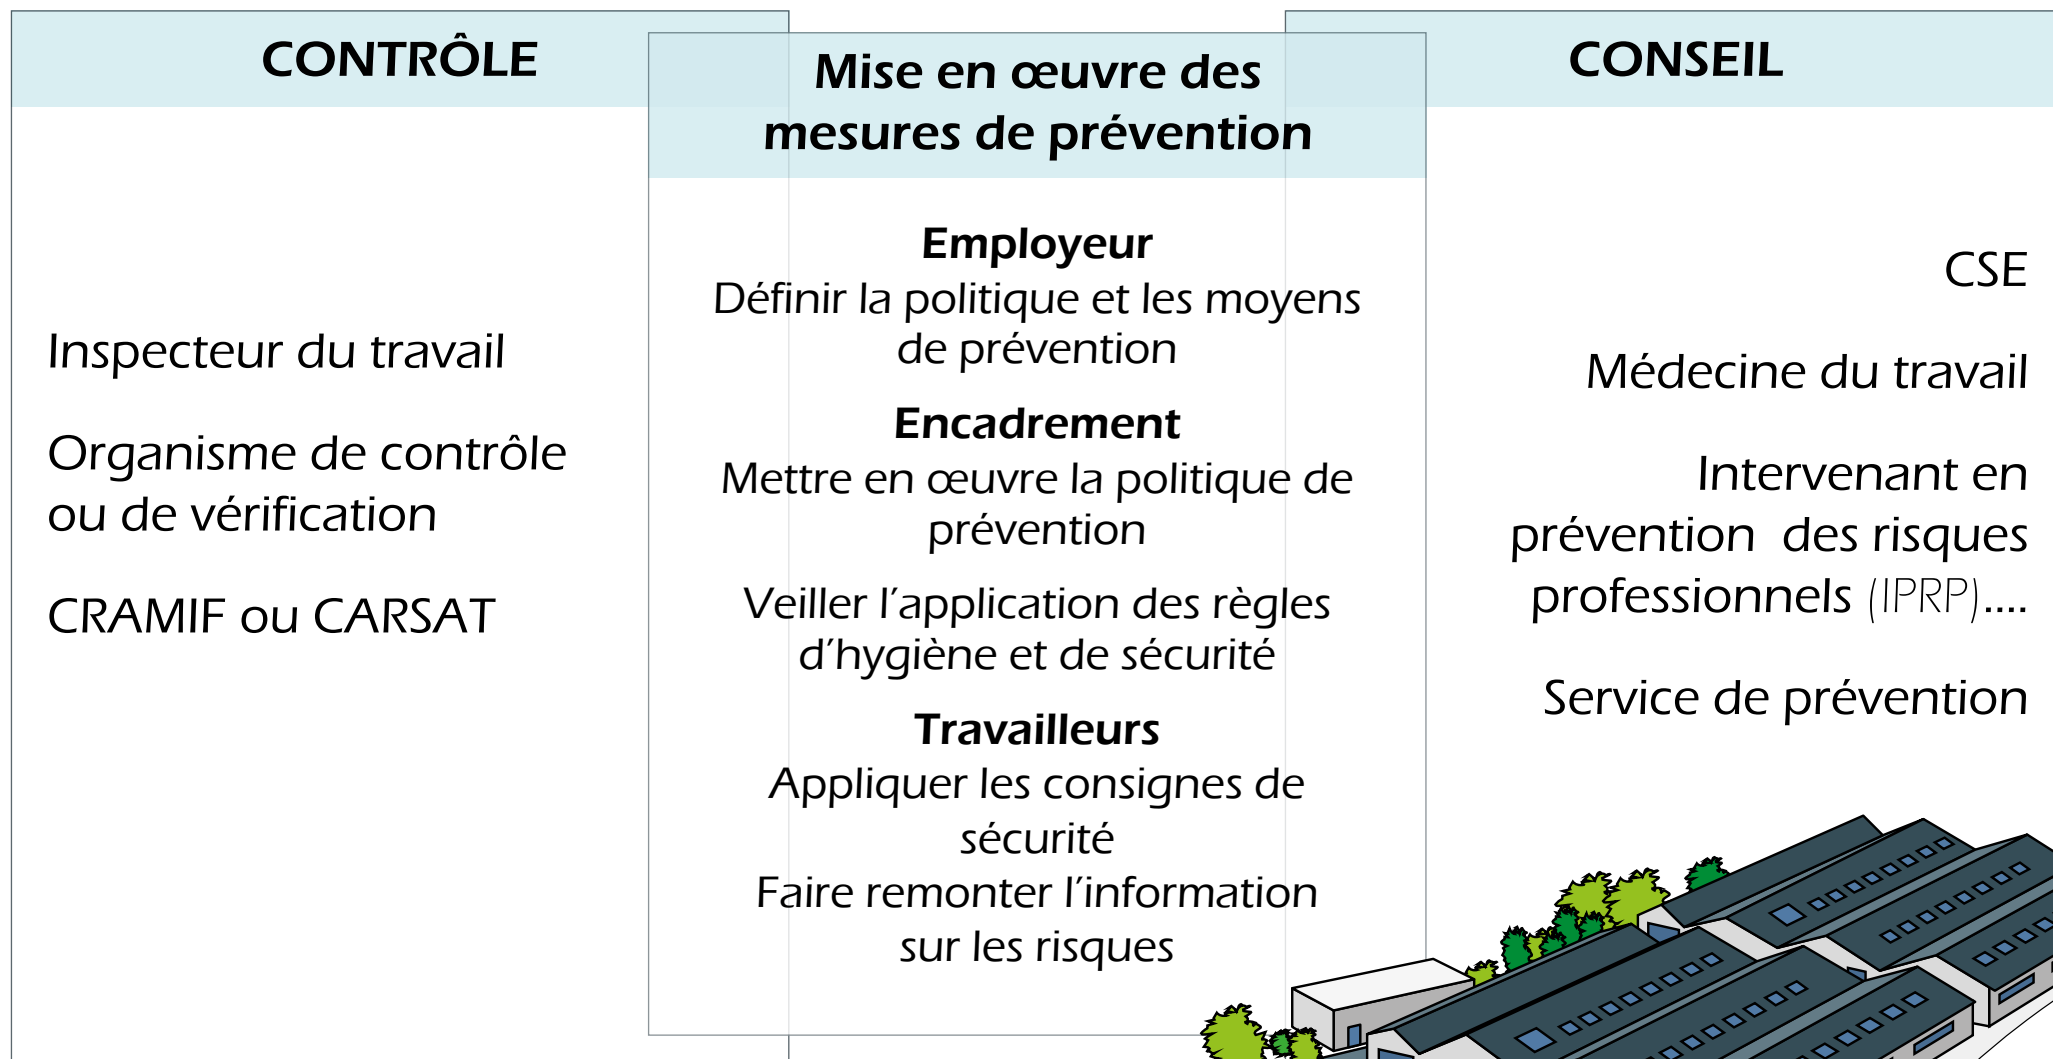 CONTRÔLE
Inspecteur du travail
Organisme de contrôle
ou de vérification
CRAMIF ou CARSAT
Mise en œuvre des
mesures de prévention
Employeur
Définir la politique et les moyens
de prévention
Encadrement
Mettre en œuvre la politique de
prévention
Veiller l’application des règles
d’hygiène et de sécurité
Travailleurs
Appliquer les consignes de
sécurité
Faire remonter l’information
sur les risques
CONSEIL
CSE
Médecine du travail
Intervenant en
prévention  des risques
professionnels (IPRP)....
Service de prévention